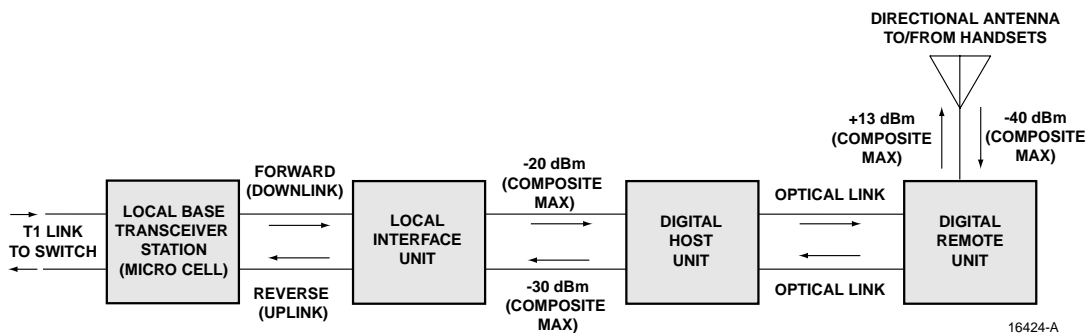 DIRECTIONAL ANTENNA
TO/FROM HANDSETS
+13 dBm
(COMPOSITE
MAX)
-40 dBm
(COMPOSITE
MAX)
T1 LINK
TO SWITCH
LOCAL BASE
TRANSCEIVER
STATION
(MICRO CELL)
FORWARD
(DOWNLINK)
REVERSE
(UPLINK)
LOCAL
INTERFACE
UNIT
-20 dBm
(COMPOSITE
MAX)
-30 dBm
(COMPOSITE
MAX)
DIGITAL
HOST
UNIT
OPTICAL LINK
OPTICAL LINK
DIGITAL
REMOTE
UNIT
16424-A